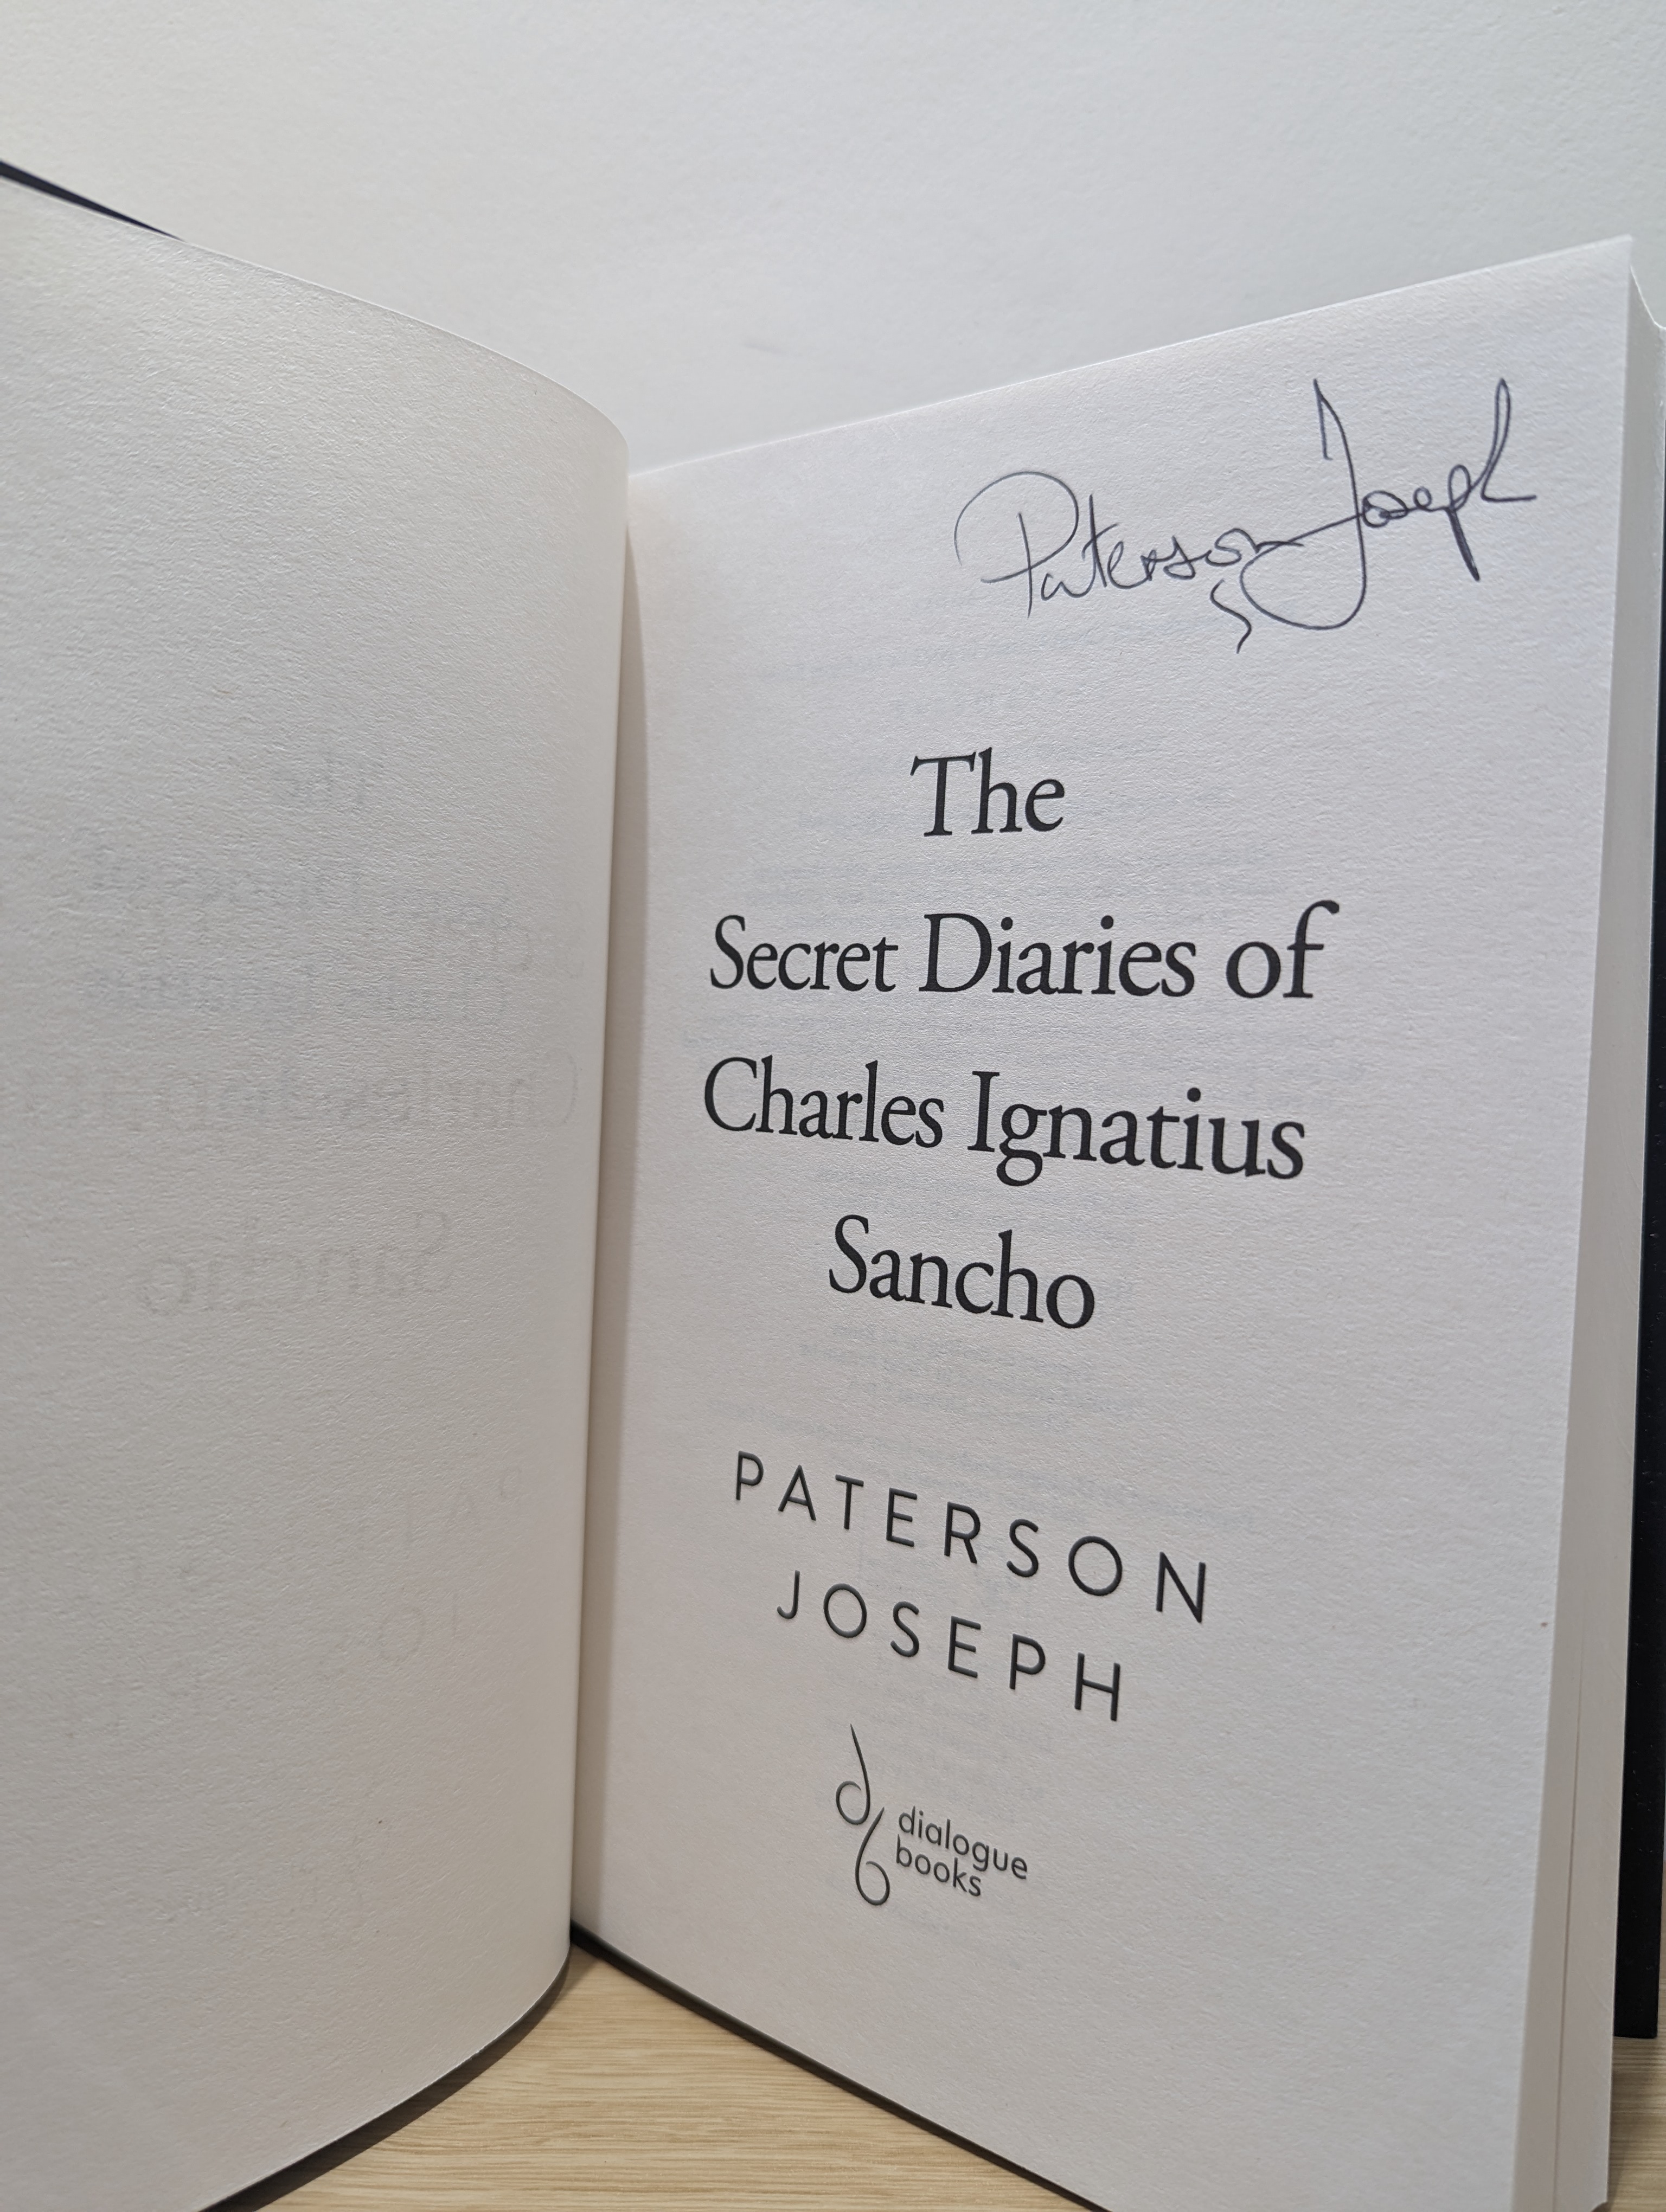 Paterson Joseph
The
Secret Diaries of
Charles Ignatius
Sancho
PATERSON
JOSEPH
dialogue
books